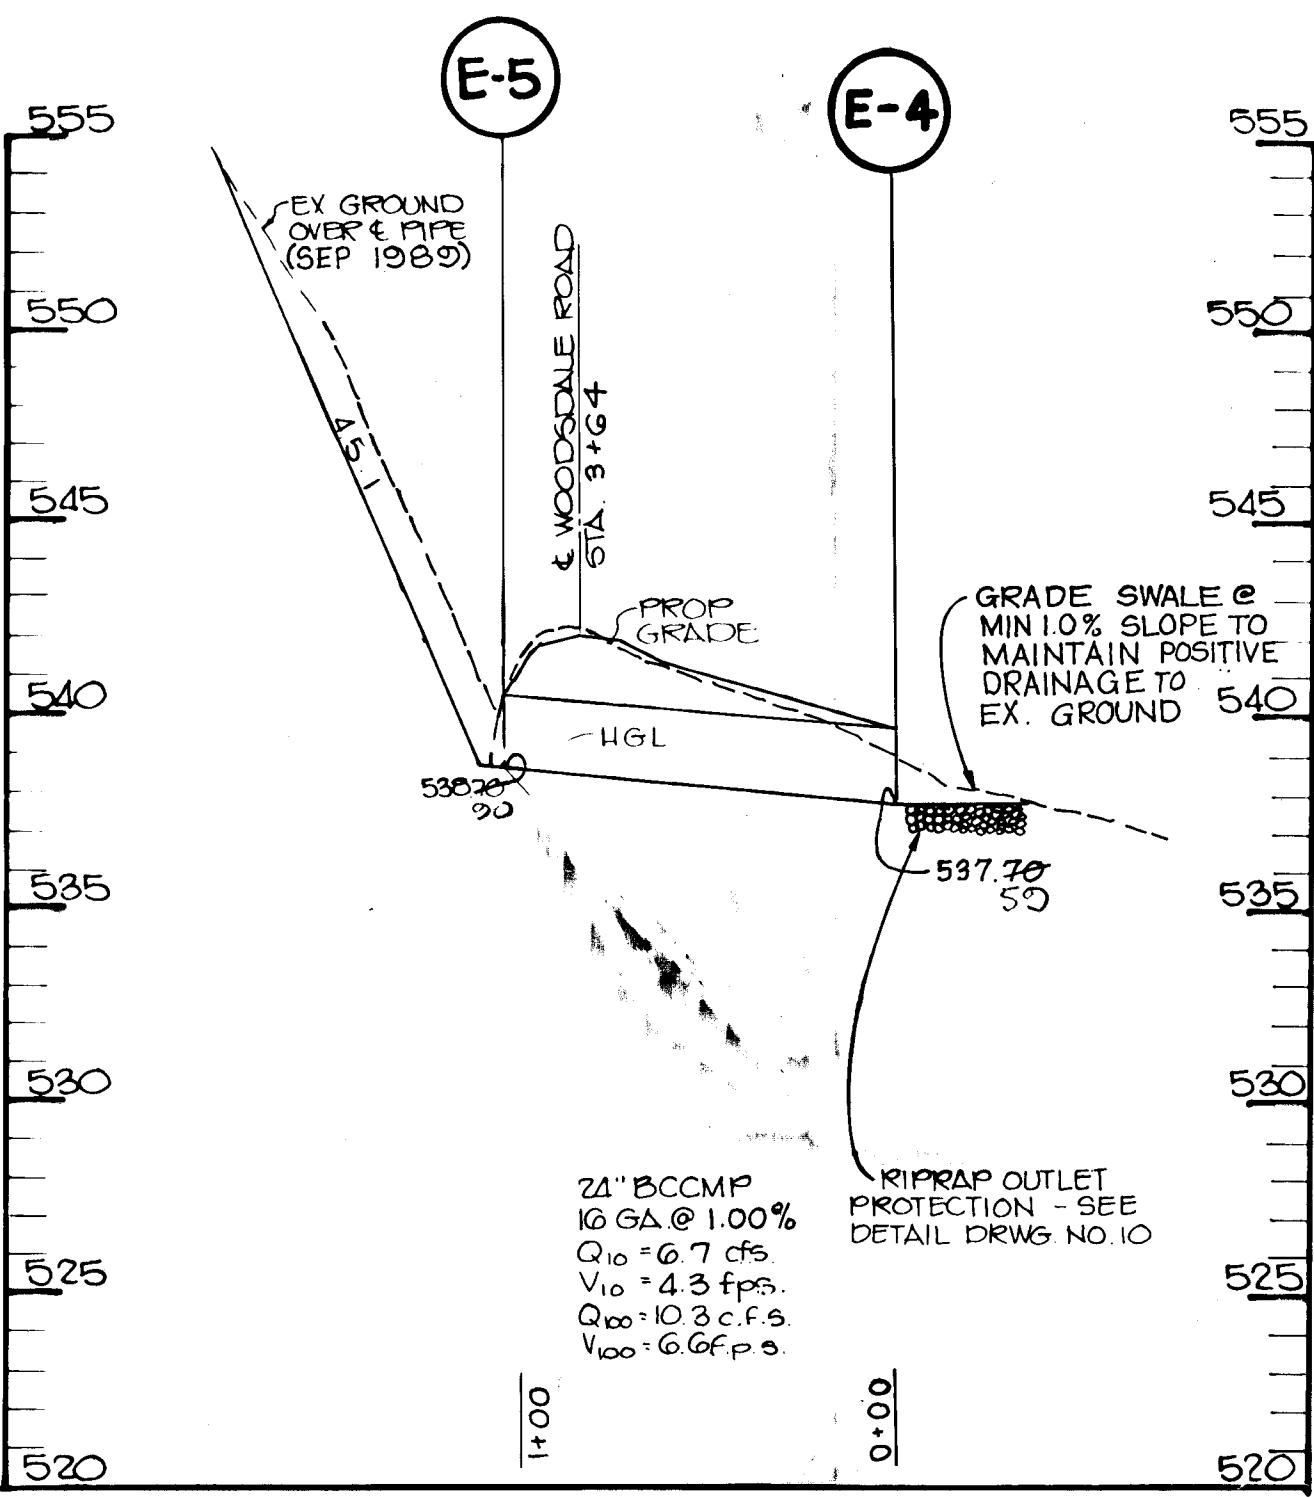 E-5
E-4
555
555
EX GROUND
OVER ℄ PIPE
(SEP 1989)
℄ WOODSDALE ROAD
STA. 3+64
550
550
45.1
545
545
PROP
GRADE
GRADE SWALE @
MIN 1.0% SLOPE TO
MAINTAIN POSITIVE
DRAINAGE TO
EX. GROUND
540
540
HGL
538.70
90
537.70
59
535
535
530
530
24" BCCMP
16 GA.@ 1.00%
Q10 = 6.7 cfs.
V10 = 4.3 fps.
Q100 = 10.3 c.f.s.
V100 = 6.6 f.p.s.
RIPRAP OUTLET
PROTECTION - SEE
DETAIL DRWG. NO. 10
525
525
1+00
0+00
520
520